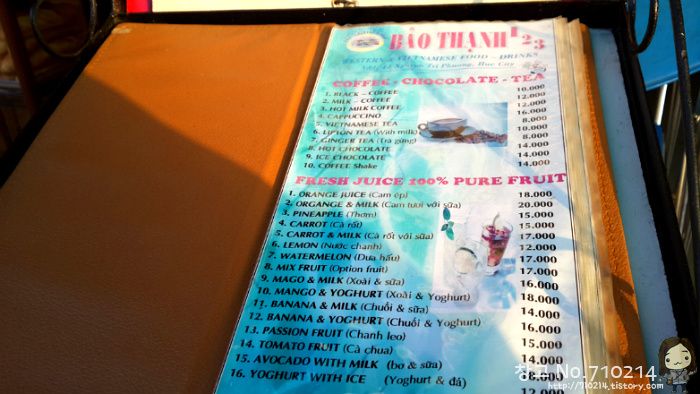 BẢO THẠNH 123
WESTERN & VIETNAMESE FOOD - DRINKS
Tri Phuong, Hue City
COFFEE - CHOCOLATE - TEA
1. BLACK - COFFEE 10.000
2. MILK - COFFEE 12.000
3. HOT MILK COFFEE 12.000
4. CAPPUCCINO 16.000
5. VIETNAMESE TEA 8.000
6. LIPTON TEA (With milk) 10.000
7. GINGER TEA (Trà gừng) 8.000
8. HOT CHOCOLATE 14.000
9. ICE CHOCOLATE 14.000
10. COFFEE Shake 14.000
FRESH JUICE 100% PURE FRUIT
1. ORANGE JUICE (Cam ép) 18.000
2. ORGANGE & MILK (Cam tươi với sữa) 20.000
3. PINEAPPLE (Thơm) 15.000
4. CARROT (Cà rốt) 15.000
5. CARROT & MILK (Cà rốt với sữa) 17.000
6. LEMON (Nước chanh) 12.000
7. WATERMELON (Dưa hấu) 17.000
8. MIX FRUIT (Option fruit) 17.000
9. MAGO & MILK (Xoài & sữa) 16.000
10. MANGO & YOGHURT (Xoài & Yoghurt) 18.000
11. BANANA & MILK (Chuối & sữa) 14.000
12. BANANA & YOGHURT (Chuối & Yoghurt) 16.000
13. PASSION FRUIT (Chanh leo) 15.000
14. TOMATO FRUIT (Cà chua) 14.000
15. AVOCADO WITH MILK (bơ & sữa)
16. YOGHURT WITH ICE (Yoghurt & đá) 12.000
No.710214
http://710214.tistory.com/